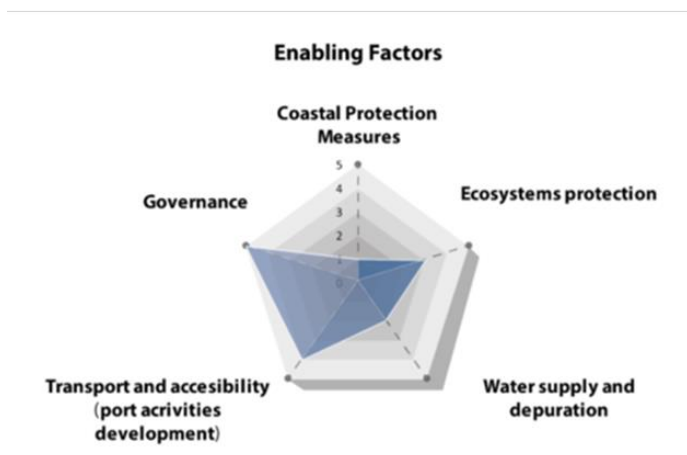 Enabling Factors
Coastal Protection
Measures
5
4
3
2
1
0
Governance
Ecosystems protection
Transport and accesibility
(port acrivities
development)
Water supply and
depuration